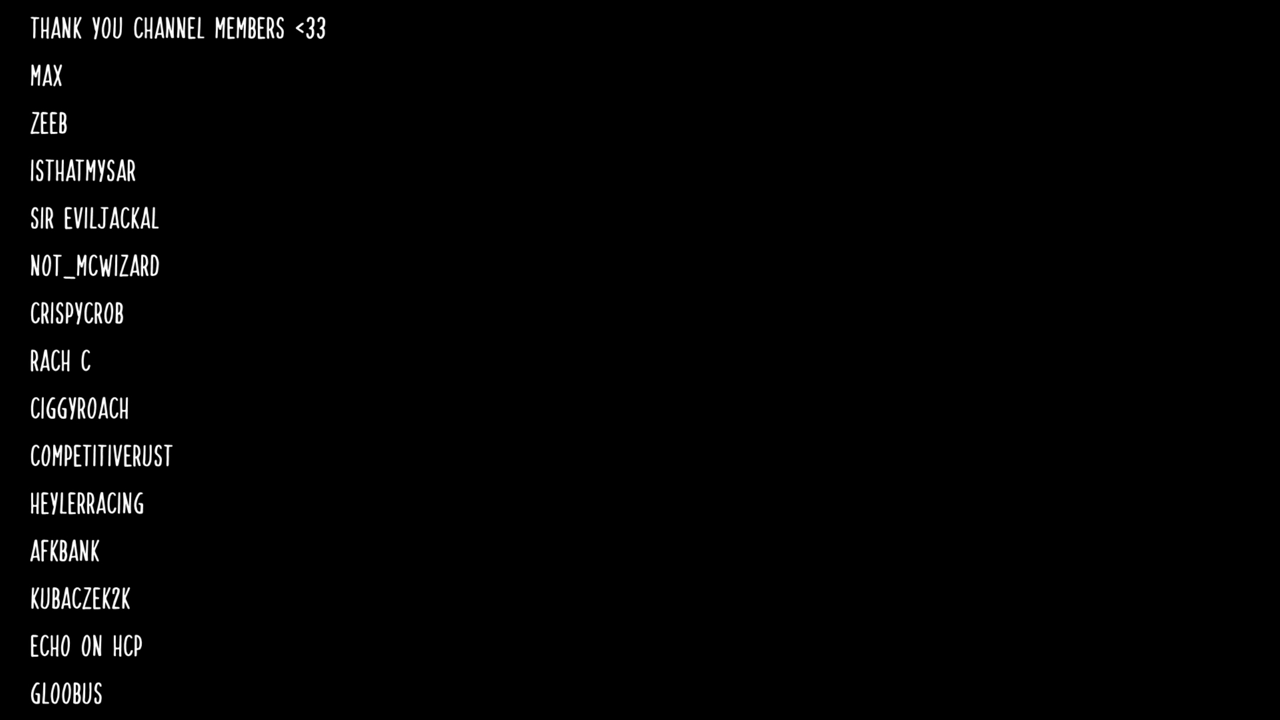 THANK YOU CHANNEL MEMBERS <33
MAX
ZEEB
ISTHATMYSAR
SIR EVILJACKAL
NOT_MCWIZARD
CRISPYCROB
RACH C
CIGGYROACH
COMPETITIVERUST
HEYLERRACING
AFKBANK
KUBACZEK2K
ECHO ON HCP
GLOOBUS